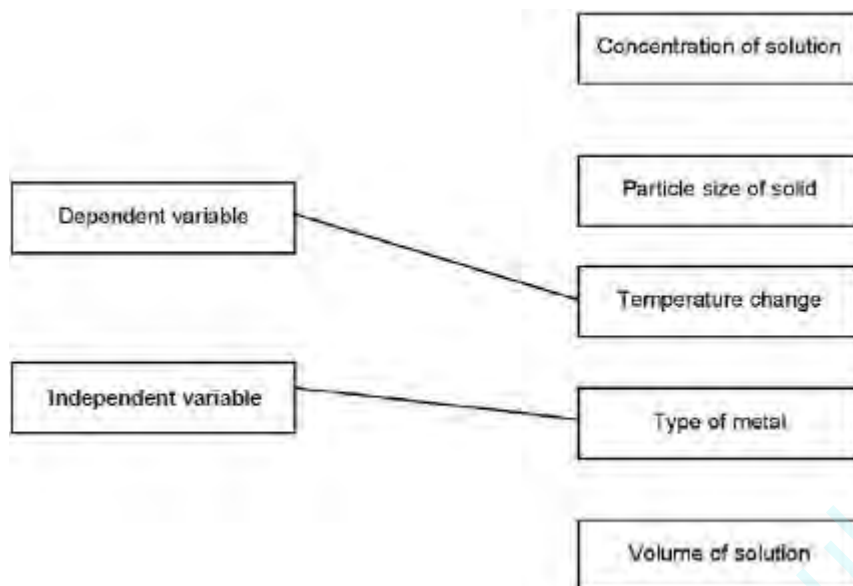 Concentration of solution
Particle size of solid
Dependent variable
Temperature change
Independent variable
Type of metal
Volume of solution